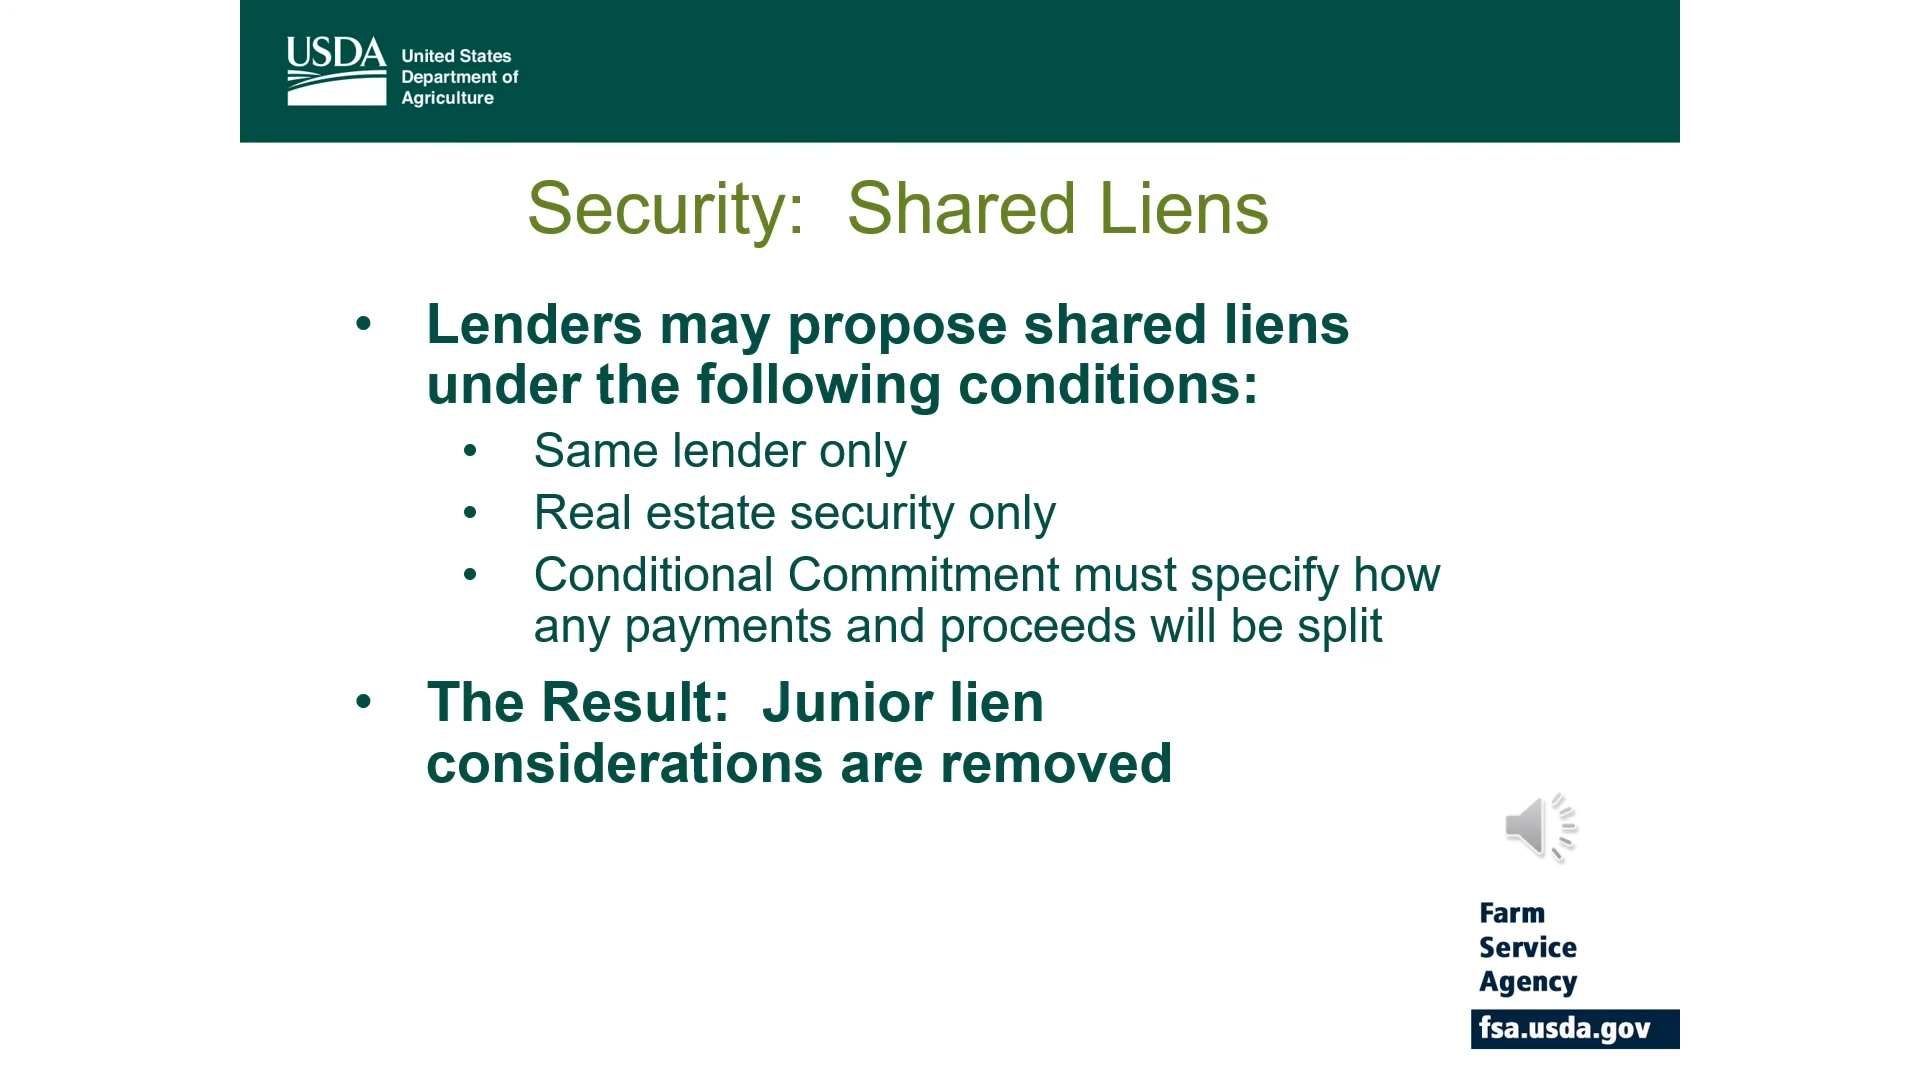 USDA
United States
Department of
Agriculture
Security:  Shared Liens
• Lenders may propose shared liens
under the following conditions:
• Same lender only
• Real estate security only
• Conditional Commitment must specify how
any payments and proceeds will be split
• The Result:  Junior lien
considerations are removed
Farm
Service
Agency
fsa.usda.gov